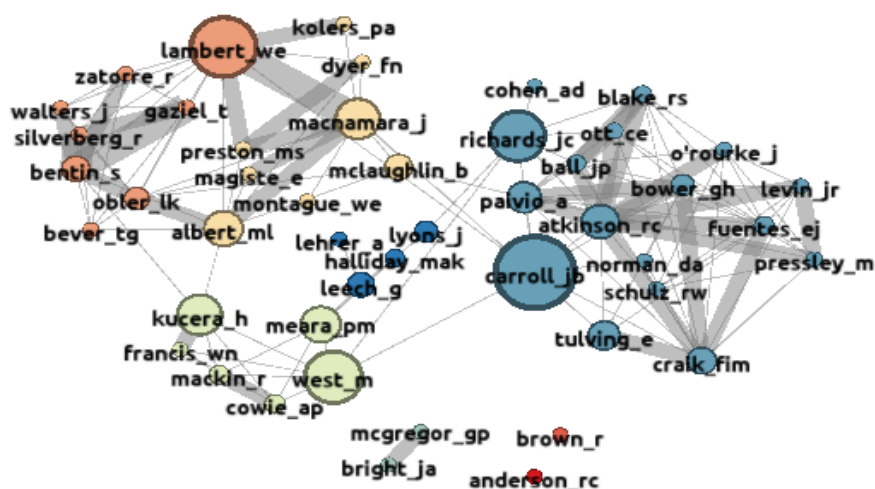 kolers_pa
lambert_we
dyer_fn
zatorre_r
cohen_ad
blake_rs
walters_j
gaziel_t
macnamara_j
richards_jc
ott_ce
silverberg_r
preston_ms
o'rourke_j
bentin_s
mclaughlin_b
ball_jp
magiste_e
bower_gh
levin_jr
obler_lk
montague_we
paivio_a
bever_tg
albert_ml
lehrer_a
lyons_j
atkinson_rc
fuentes_ej
halliday_mak
norman_da
pressley_m
leech_g
carroll_jb
schulz_rw
kucera_h
meara_pm
tulving_e
francis_wn
craik_fim
mackin_r
west_m
cowie_ap
mcgregor_gp
brown_r
bright_ja
anderson_rc